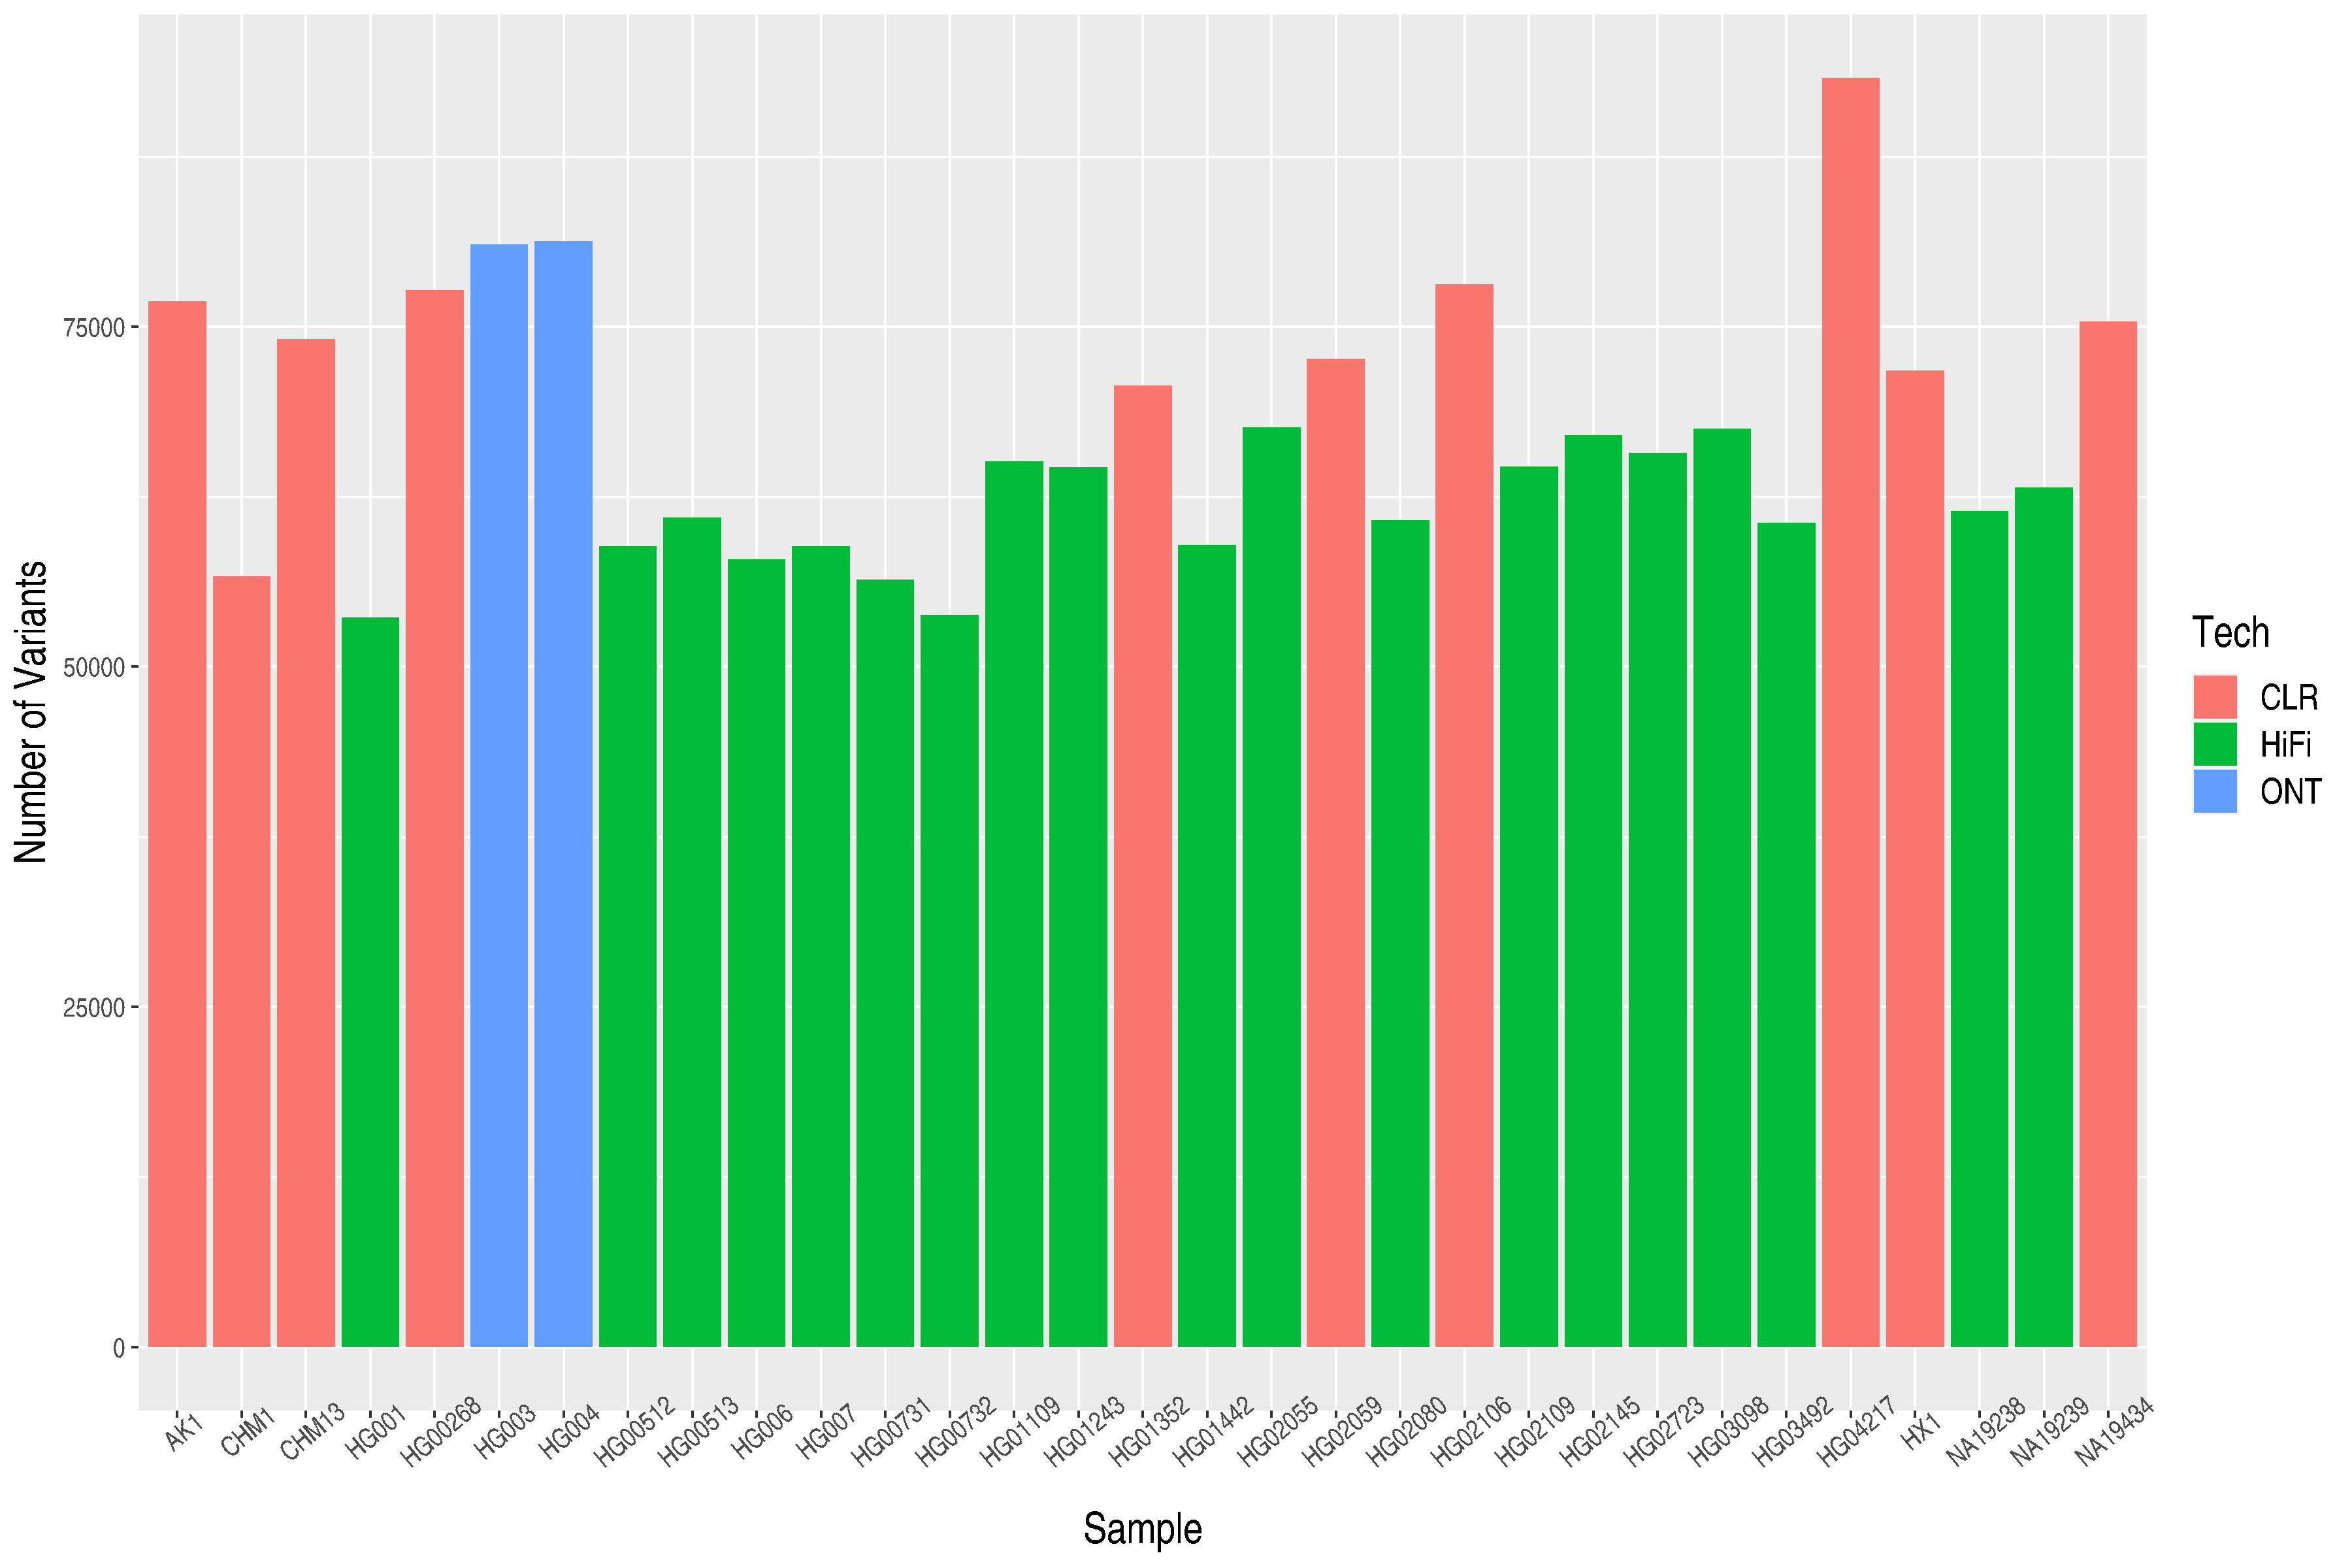 Number of Variants
75000
50000
25000
0
AK1
CHM1
CHM13
HG001
HG00268
HG003
HG004
HG00512
HG00513
HG006
HG007
HG00731
HG00732
HG01109
HG01243
HG01352
HG01442
HG02055
HG02059
HG02080
HG02106
HG02109
HG02145
HG02723
HG03098
HG03492
HG04217
HX1
NA19238
NA19239
NA19434
Sample
Tech
CLR
HiFi
ONT